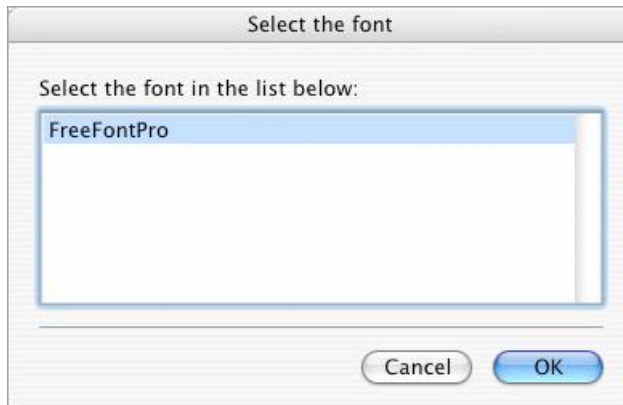 Select the font
Select the font in the list below:
FreeFontPro
Cancel OK